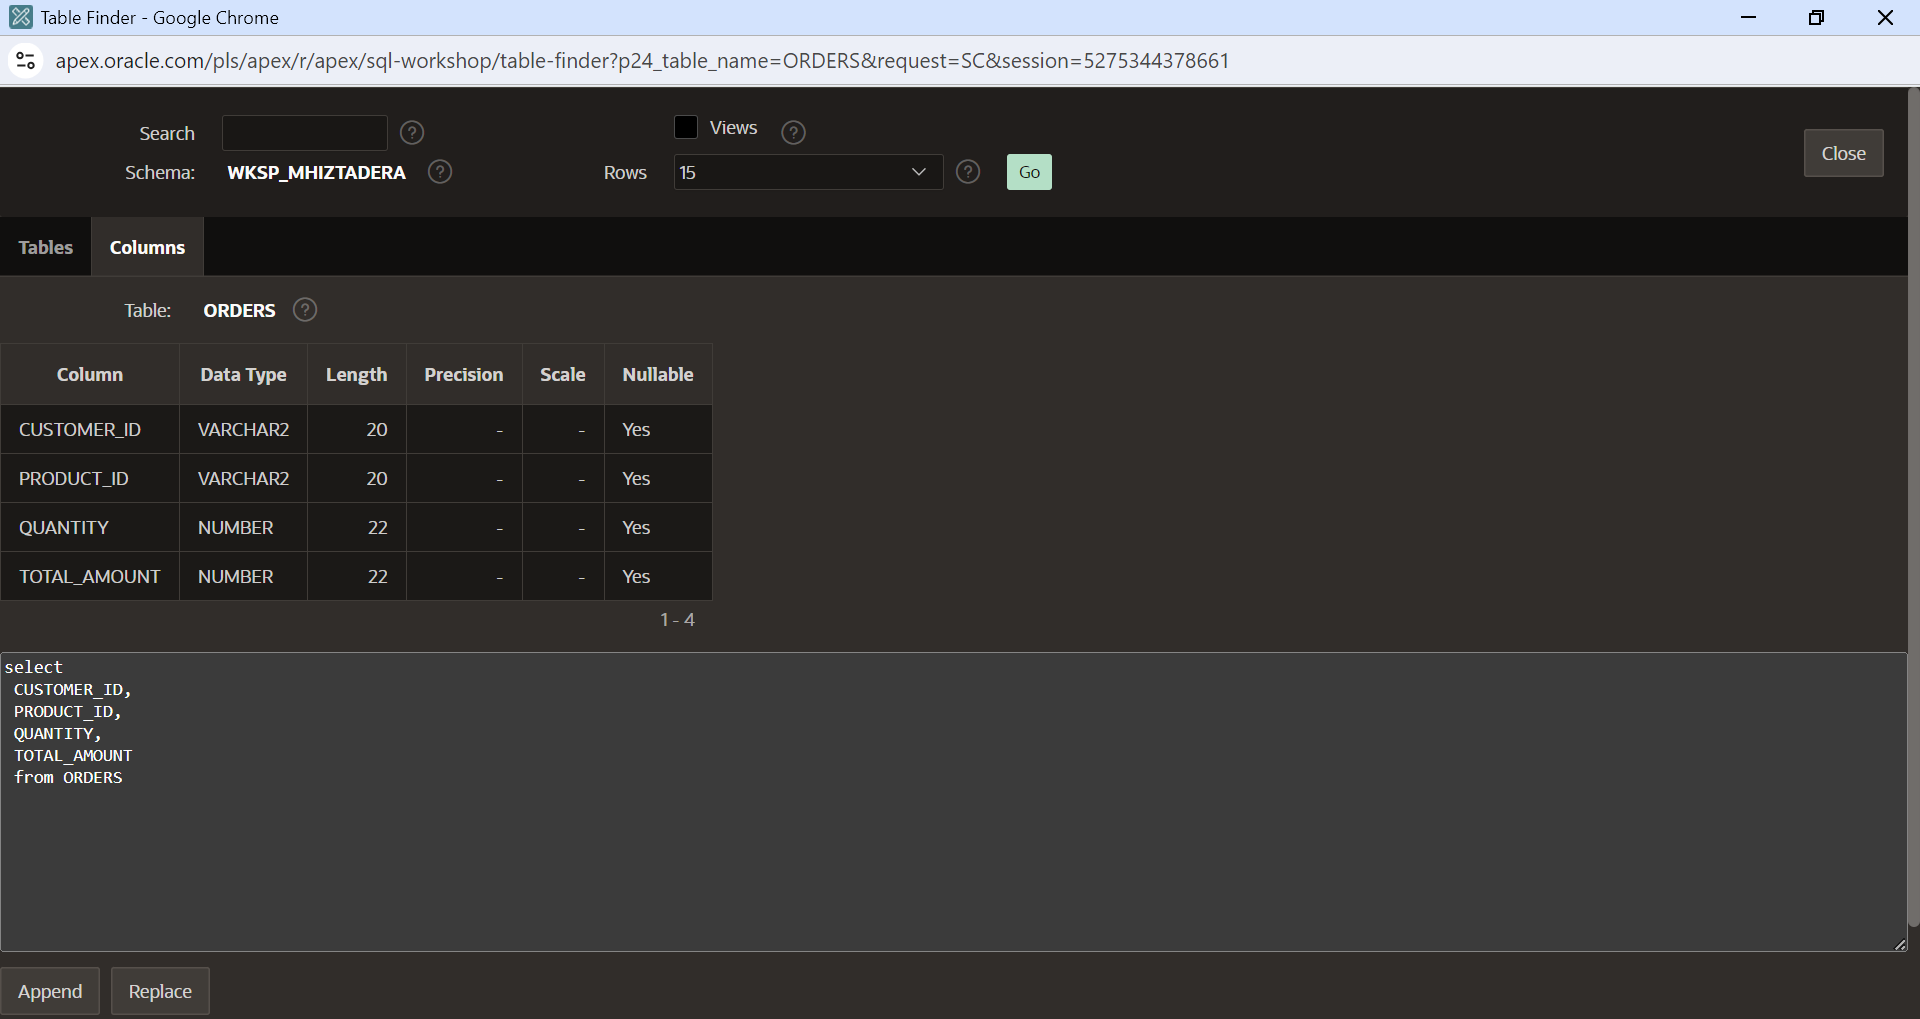 Table Finder - Google Chrome
apex.oracle.com/pls/apex/r/apex/sql-workshop/table-finder?p24_table_name=ORDERS&request=SC&session=5275344378661
Search ? Views ?
Schema: WKSP_MHIZTADERA ? Rows 15 ? Go Close
Tables Columns
Table: ORDERS ?
Column Data Type Length Precision Scale Nullable
CUSTOMER_ID VARCHAR2 20 - - Yes
PRODUCT_ID VARCHAR2 20 - - Yes
QUANTITY NUMBER 22 - - Yes
TOTAL_AMOUNT NUMBER 22 - - Yes
1 - 4
select
CUSTOMER_ID,
PRODUCT_ID,
QUANTITY,
TOTAL_AMOUNT
from ORDERS
Append Replace